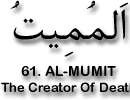 اَلْمُمِيتُ
61. AL-MUMIT
The Creator Of Deat